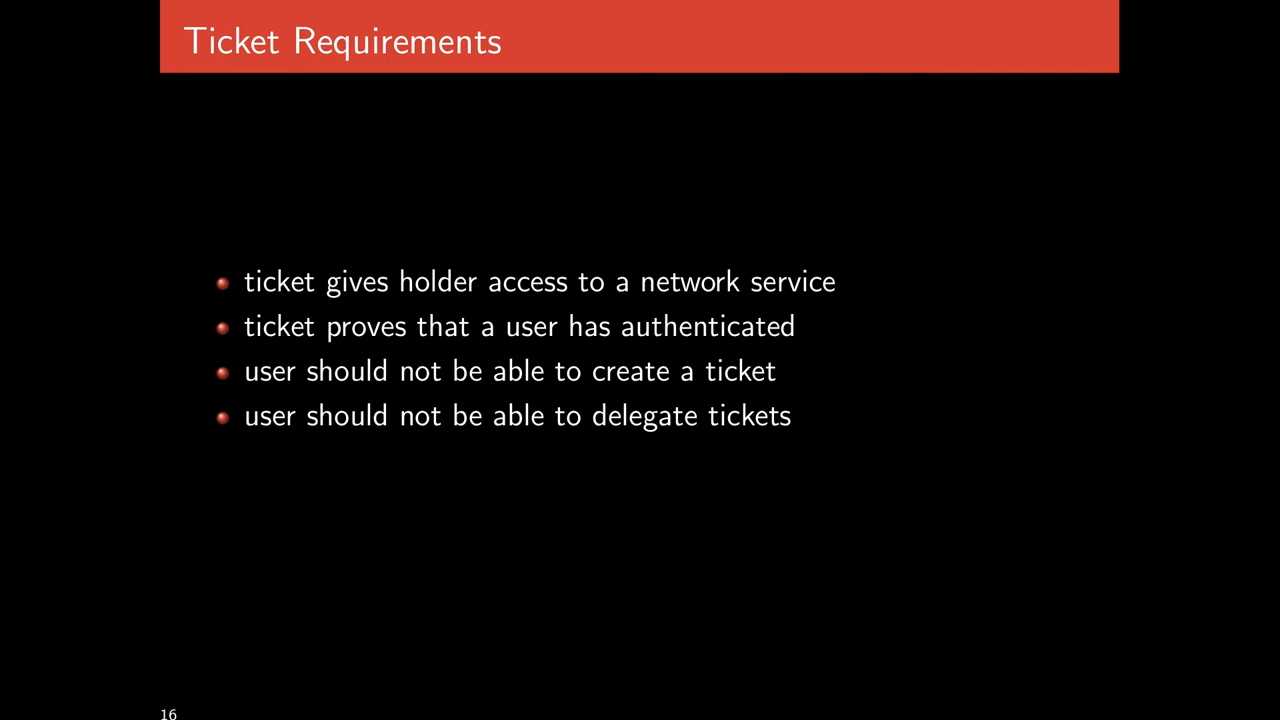 Ticket Requirements
ticket gives holder access to a network service
ticket proves that a user has authenticated
user should not be able to create a ticket
user should not be able to delegate tickets
16